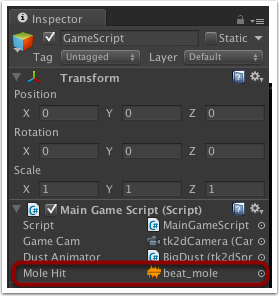 Inspector
GameScript Static
Tag Untagged Layer Default
Transform
Position
X 0 Y 0 Z 0
Rotation
X 0 Y 0 Z 0
Scale
X 1 Y 1 Z 1
Main Game Script (Script)
Script MainGameScript
Game Cam tk2dCamera (Car
Dust Animator BigDust (tk2dSpr
Mole Hit beat_mole